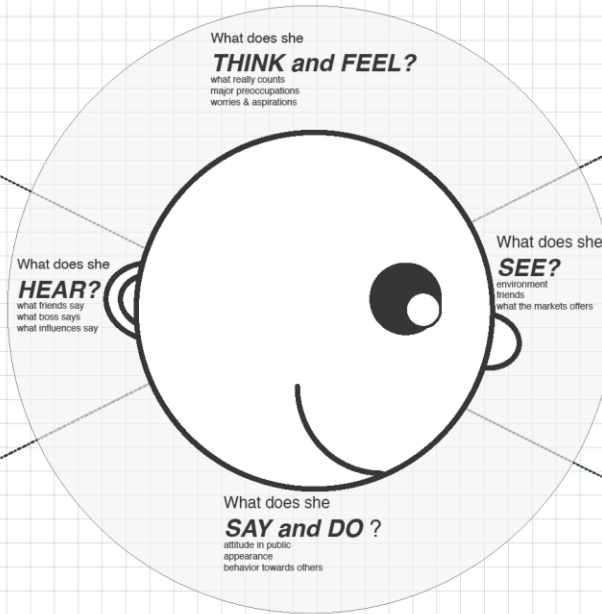 What does she
THINK and FEEL?
what really counts
major preoccupations
worries & aspirations
What does she
HEAR?
what friends say
what boss says
what influences say
What does she
SEE?
environment
friends
what the markets offers
What does she
SAY and DO ?
attitude in public
appearance
behavior towards others